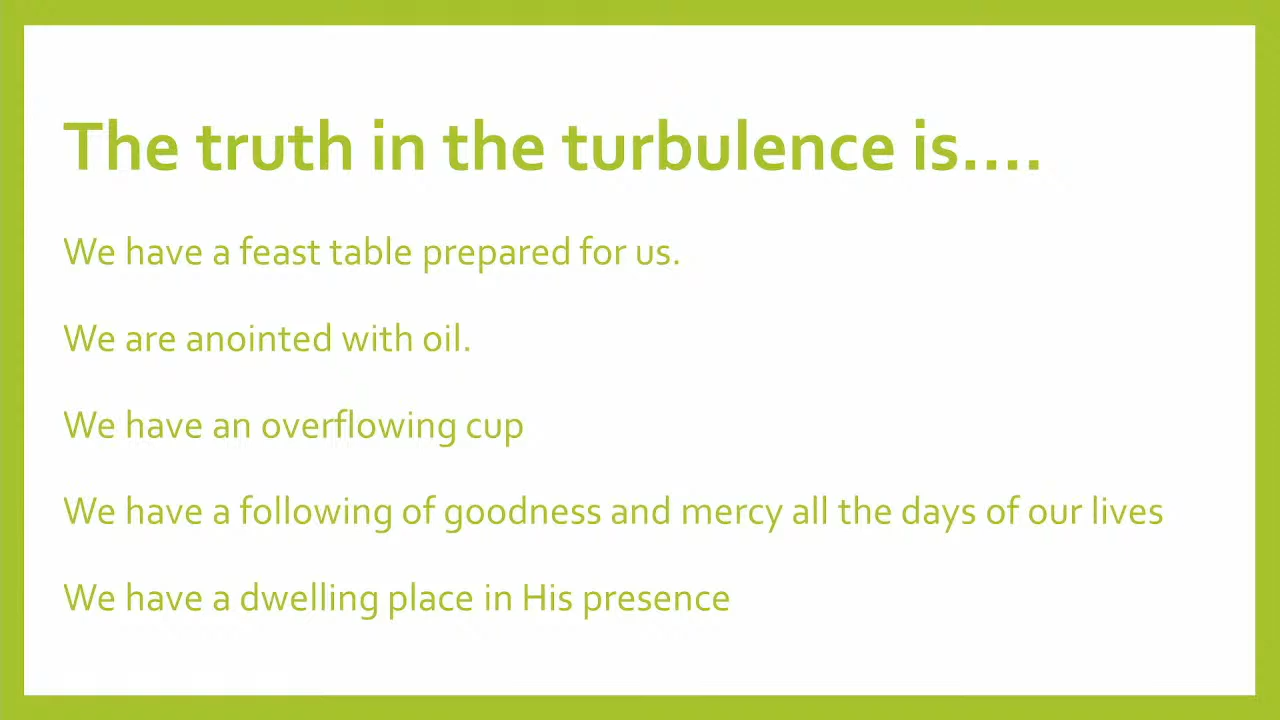 The truth in the turbulence is....
We have a feast table prepared for us.
We are anointed with oil.
We have an overflowing cup
We have a following of goodness and mercy all the days of our lives
We have a dwelling place in His presence